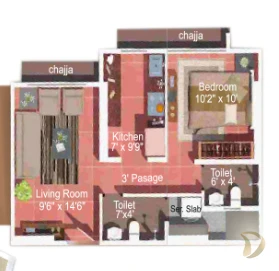 chajja
chajja
Bedroom
10'2" x 10'
Kitchen
7' x 9'9"
3' Pasage
Living Room
9'6" x 14'6"
Toilet
7'x4'
Ser. Slab
Toilet
6' x 4'